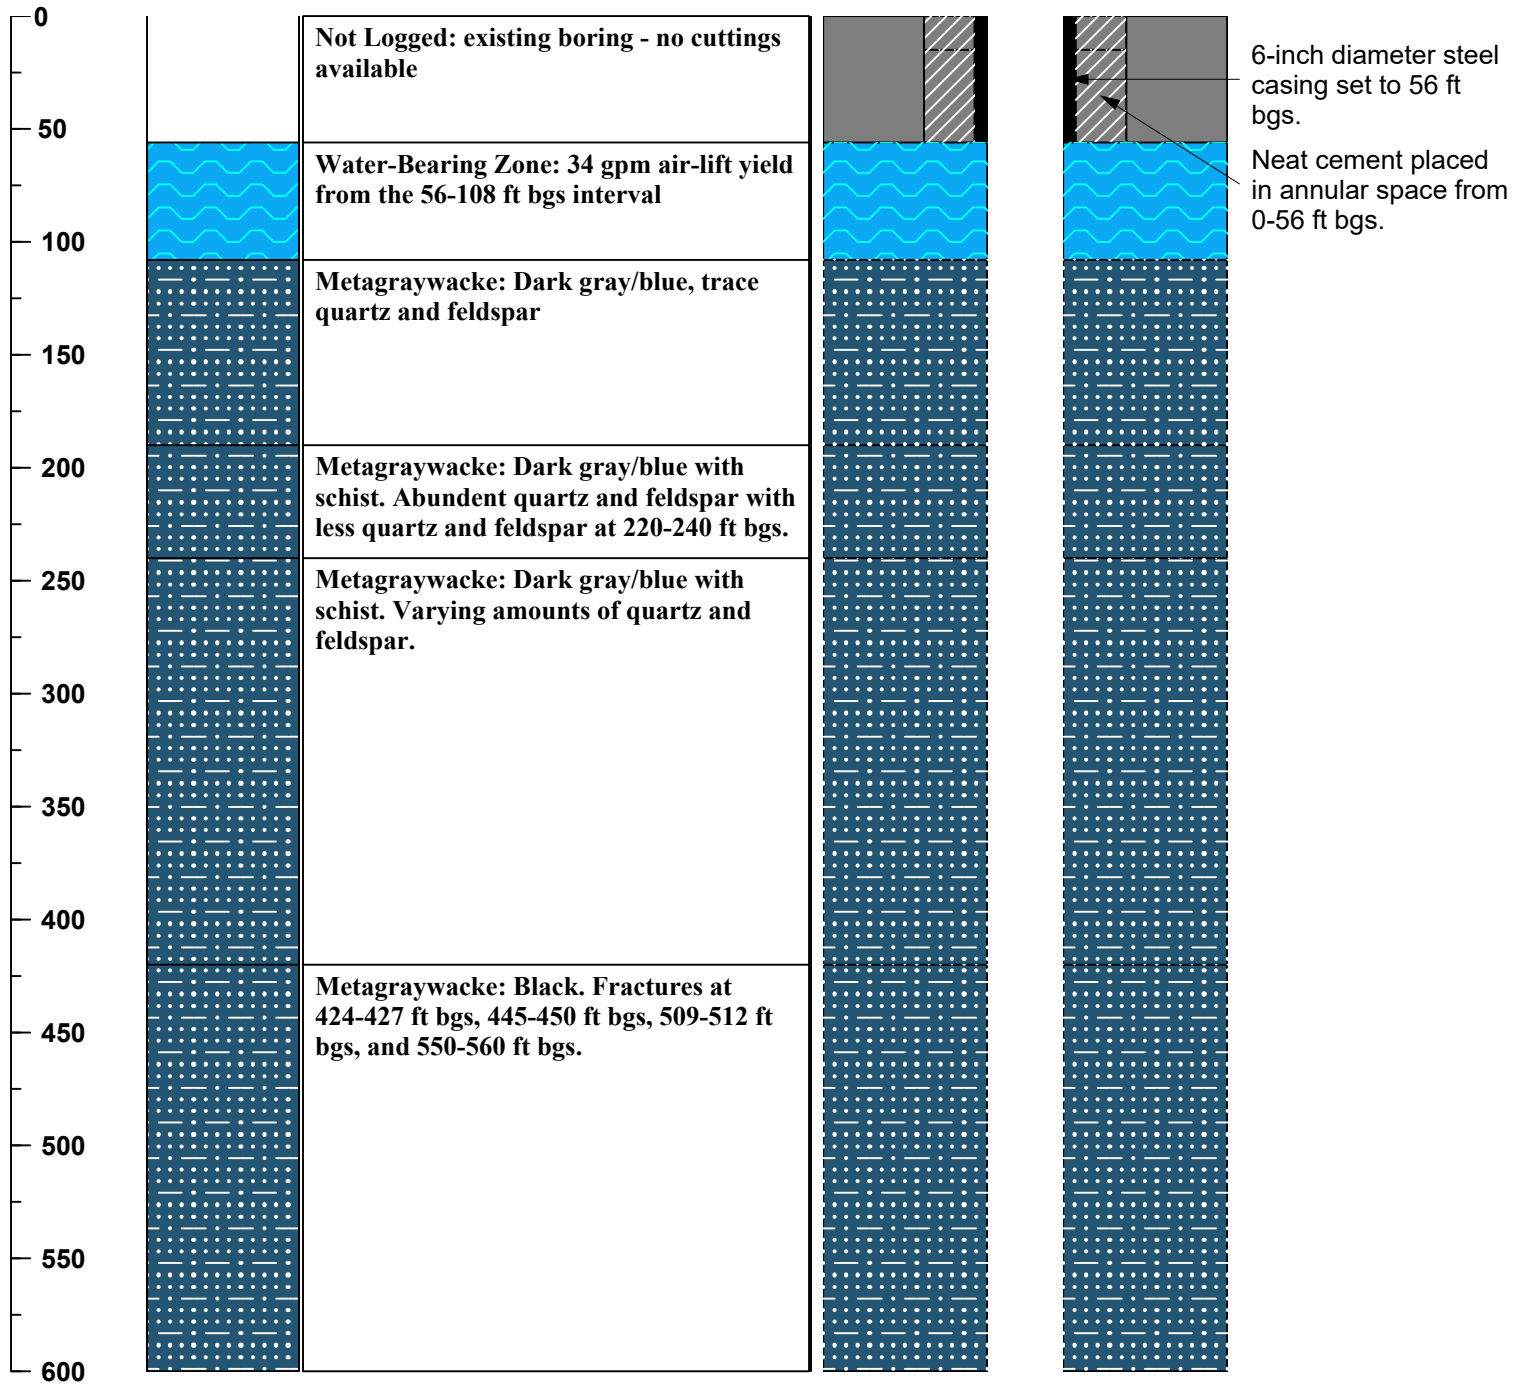 0
50
100
150
200
250
300
350
400
450
500
550
600
Not Logged: existing boring - no cuttings
available
Water-Bearing Zone: 34 gpm air-lift yield
from the 56-108 ft bgs interval
Metagraywacke: Dark gray/blue, trace
quartz and feldspar
Metagraywacke: Dark gray/blue with
schist. Abundent quartz and feldspar with
less quartz and feldspar at 220-240 ft bgs.
Metagraywacke: Dark gray/blue with
schist. Varying amounts of quartz and
feldspar.
Metagraywacke: Black. Fractures at
424-427 ft bgs, 445-450 ft bgs, 509-512 ft
bgs, and 550-560 ft bgs.
6-inch diameter steel
casing set to 56 ft
bgs.
Neat cement placed
in annular space from
0-56 ft bgs.